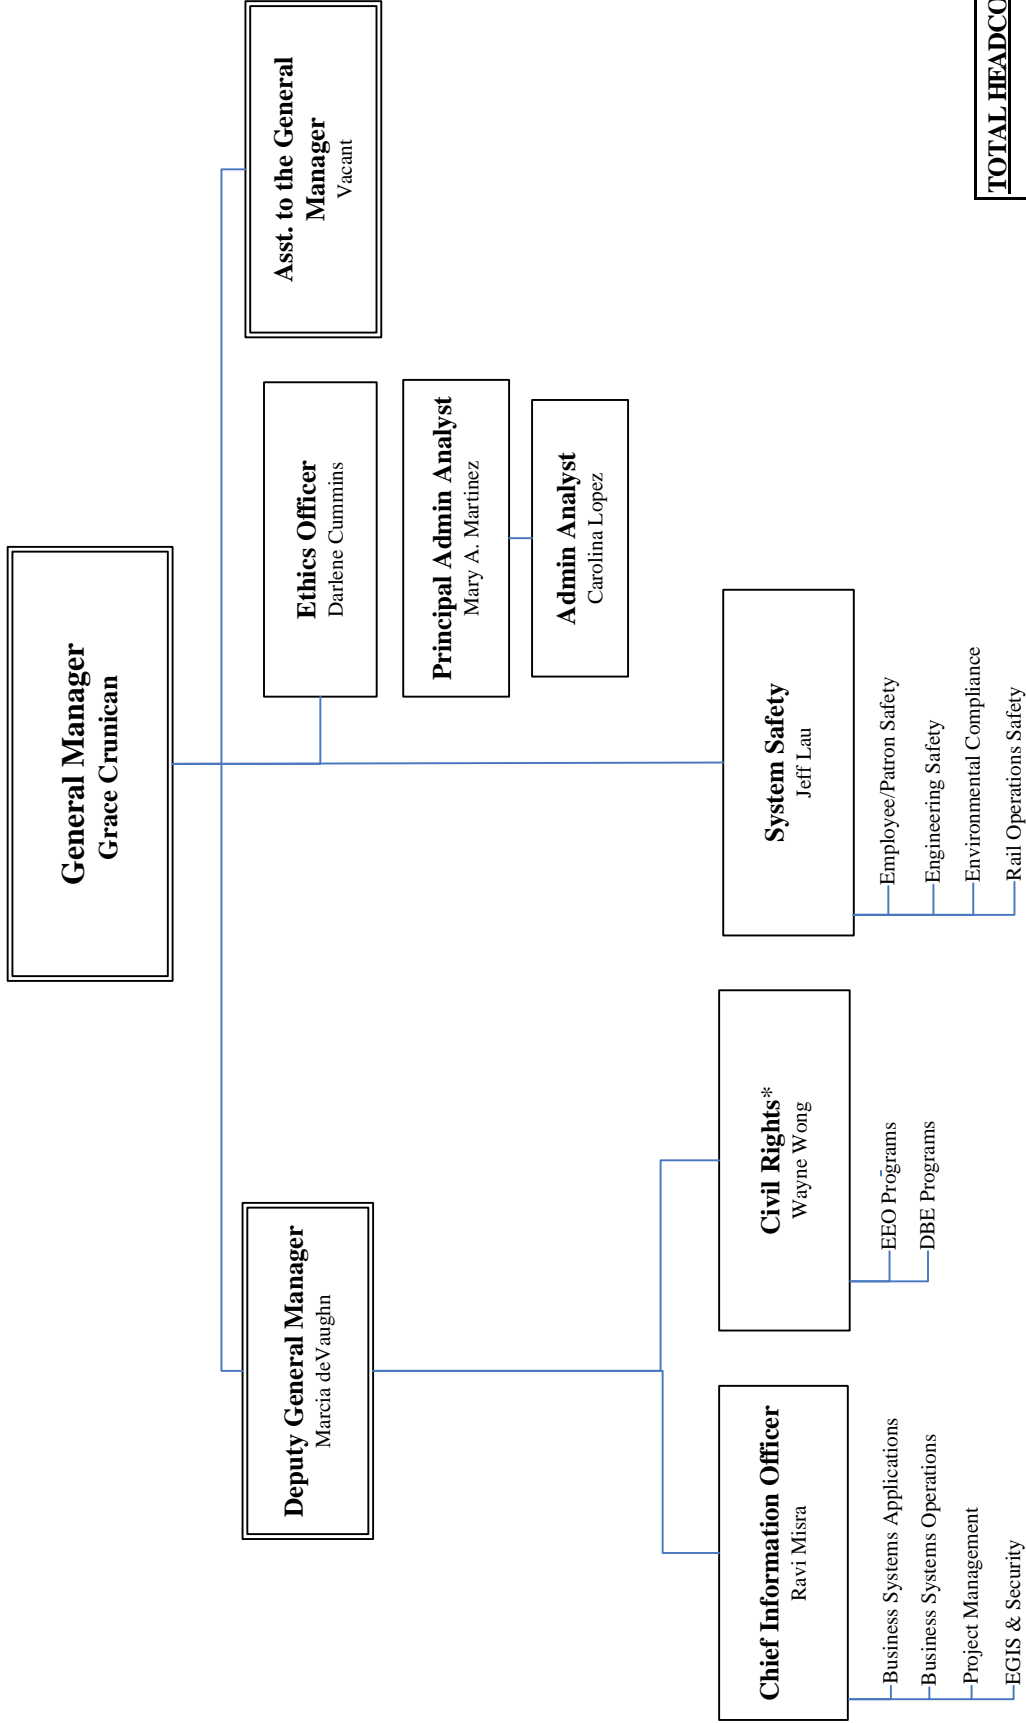 General Manager
Grace Crunican
Deputy General Manager
Marcia deVaughn
Ethics Officer
Darlene Cummins
Asst. to the General
Manager
Vacant
Principal Admin Analyst
Mary A. Martinez
Admin Analyst
Carolina Lopez
Chief Information Officer
Ravi Misra
Business Systems Applications
Business Systems Operations
Project Management
EGIS & Security
Civil Rights*
Wayne Wong
EEO Programs
DBE Programs
System Safety
Jeff Lau
Employee/Patron Safety
Engineering Safety
Environmental Compliance
Rail Operations Safety
TOTAL HEADCO